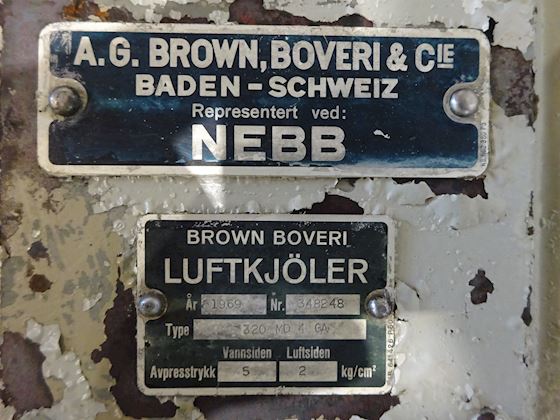 A.G. BROWN, BOVERI & CIE
BADEN – SCHWEIZ
Representert ved:
NEBB
BROWN BOVERI
LUFTKJÖLER
År 1969 Nr. 348248
Type 320 MD 4 GA
Vannsiden Luftsiden
Avpresstrykk 5 2 kg/cm²